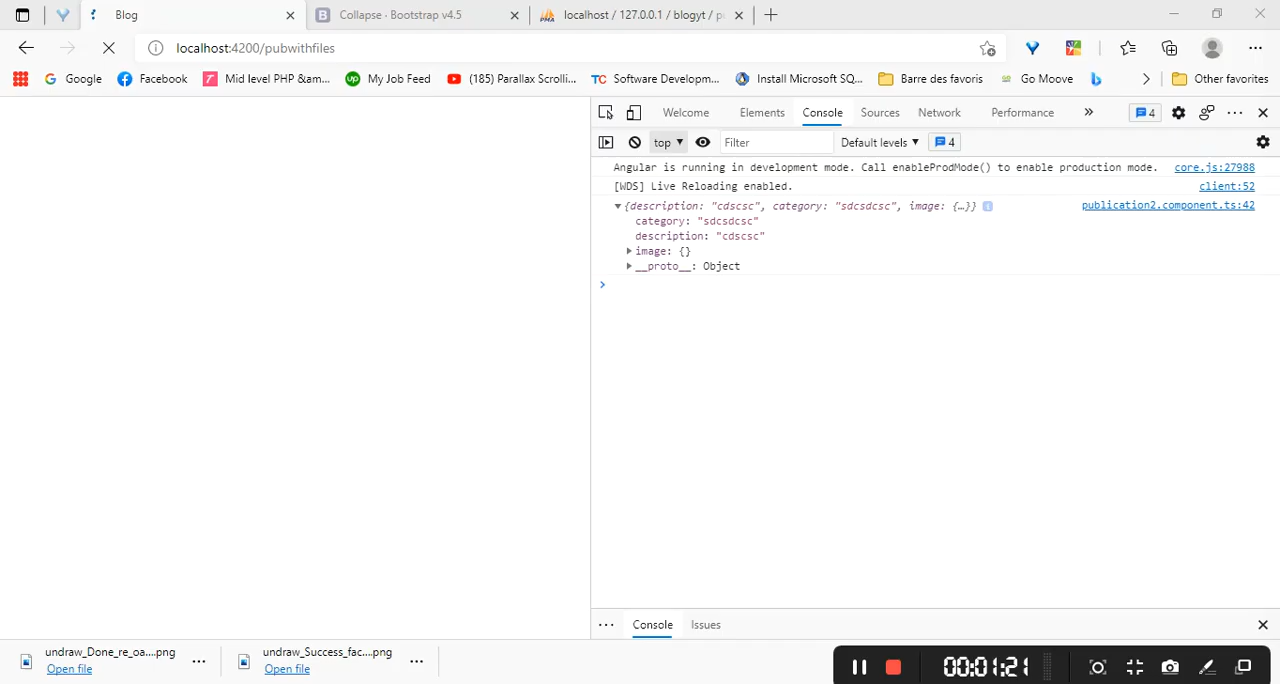 Blog
Collapse · Bootstrap v4.5
localhost / 127.0.0.1 / blogyt / p
localhost:4200/pubwithfiles
Google
Facebook
Mid level PHP &am...
My Job Feed
(185) Parallax Scrolli...
TC Software Developm...
Install Microsoft SQ...
Barre des favoris
Go Moove
Other favorites
Welcome
Elements
Console
Sources
Network
Performance
4
top
Filter
Default levels
4
Angular is running in development mode. Call enableProdMode() to enable production mode. core.js:27988
[WDS] Live Reloading enabled. client:52
{description: "cdscsc", category: "sdcsdcsc", image: {…}} publication2.component.ts:42
category: "sdcsdcsc"
description: "cdscsc"
image: {}
__proto__: Object
Console
Issues
undraw_Done_re_oa....png
Open file
undraw_Success_fac....png
Open file
00:01:21